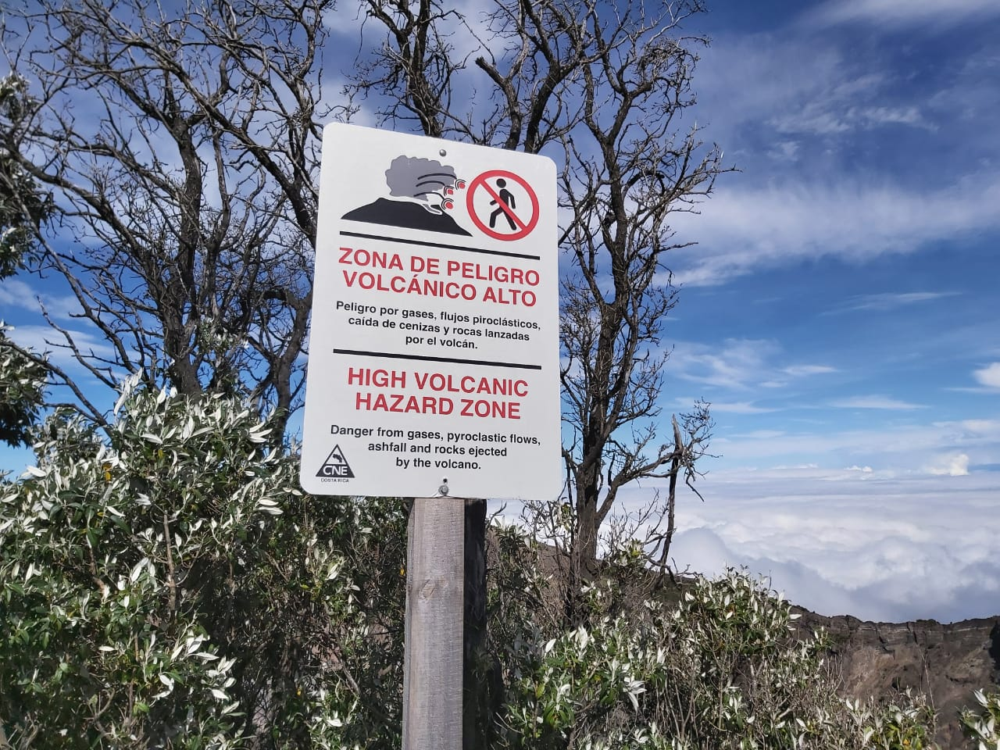 ZONA DE PELIGRO
VOLCÁNICO ALTO
Peligro por gases, flujos piroclásticos,
caída de cenizas y rocas lanzadas
por el volcán.
HIGH VOLCANIC
HAZARD ZONE
Danger from gases, pyroclastic flows,
ashfall and rocks ejected
by the volcano.
CNE
COSTA RICA